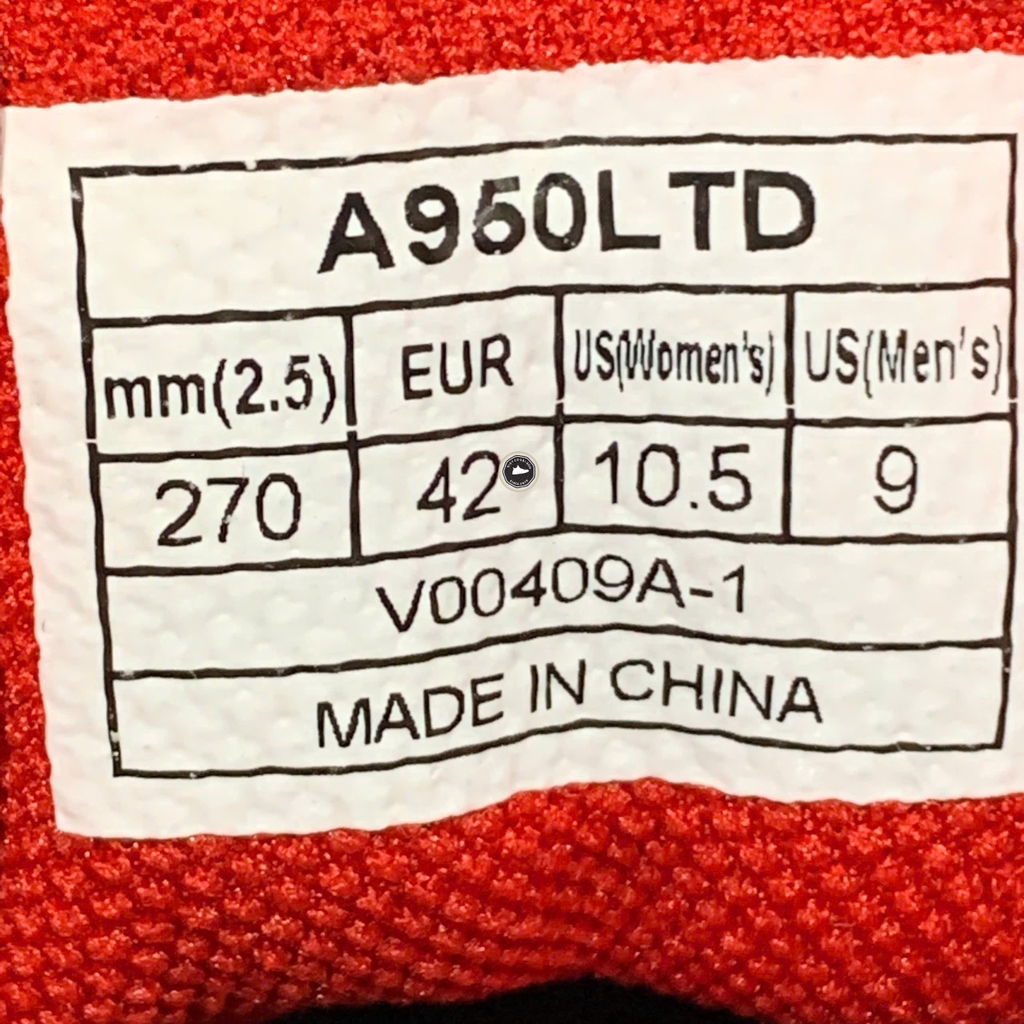 A950LTD
mm(2.5) EUR US(Women's) US(Men's)
270 42 10.5 9
V00409A-1
MADE IN CHINA